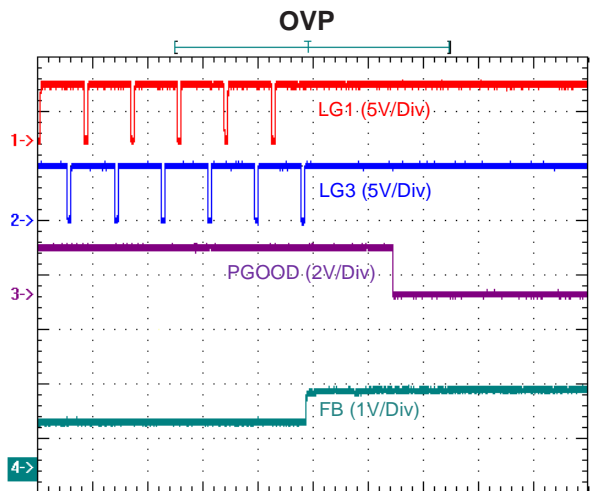 OVP
LG1 (5V/Div)
1->
LG3 (5V/Div)
2->
PGOOD (2V/Div)
3->
FB (1V/Div)
4->